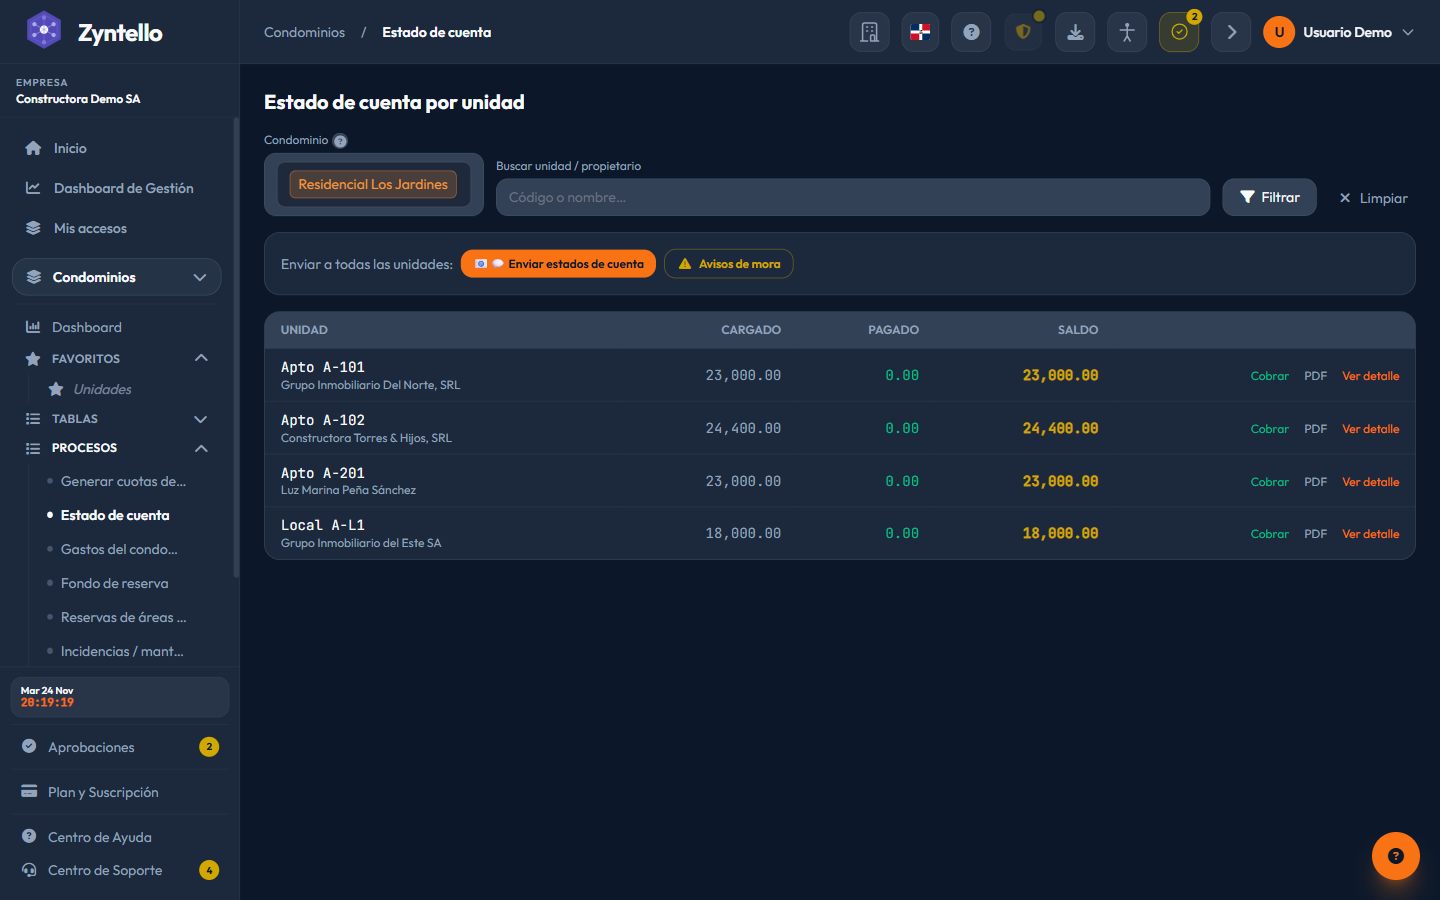 Zyntello
EMPRESA
Constructora Demo SA
Inicio
Dashboard de Gestión
Mis accesos
Condominios
Dashboard
FAVORITOS
Unidades
TABLAS
PROCESOS
Generar cuotas de...
Estado de cuenta
Gastos del condo...
Fondo de reserva
Reservas de áreas ...
Incidencias / mant...
Mar 24 Nov
20:19:19
Aprobaciones 2
Plan y Suscripción
Centro de Ayuda
Centro de Soporte 4
Condominios / Estado de cuenta
2
U Usuario Demo
Estado de cuenta por unidad
Condominio ?
Residencial Los Jardines
Buscar unidad / propietario
Código o nombre...
Filtrar
Limpiar
Enviar a todas las unidades: Enviar estados de cuenta Avisos de mora
UNIDAD CARGADO PAGADO SALDO
Apto A-101
Grupo Inmobiliario Del Norte, SRL
23,000.00 0.00 23,000.00 Cobrar PDF Ver detalle
Apto A-102
Constructora Torres & Hijos, SRL
24,400.00 0.00 24,400.00 Cobrar PDF Ver detalle
Apto A-201
Luz Marina Peña Sánchez
23,000.00 0.00 23,000.00 Cobrar PDF Ver detalle
Local A-L1
Grupo Inmobiliario del Este SA
18,000.00 0.00 18,000.00 Cobrar PDF Ver detalle